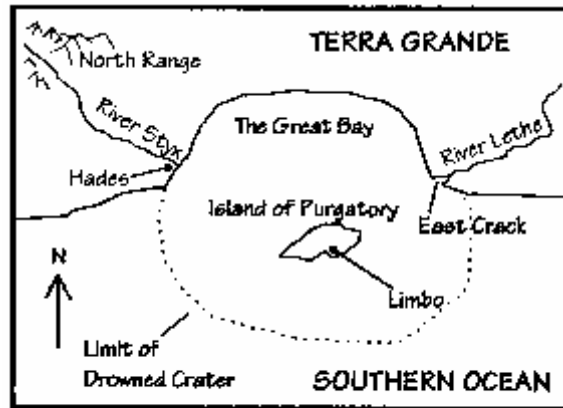 TERRA GRANDE
North Range
River Styx
The Great Bay
River Lethe
Hades
Island of Purgatory
East Crack
N
Limbo
Limit of
Drowned Crater
SOUTHERN OCEAN